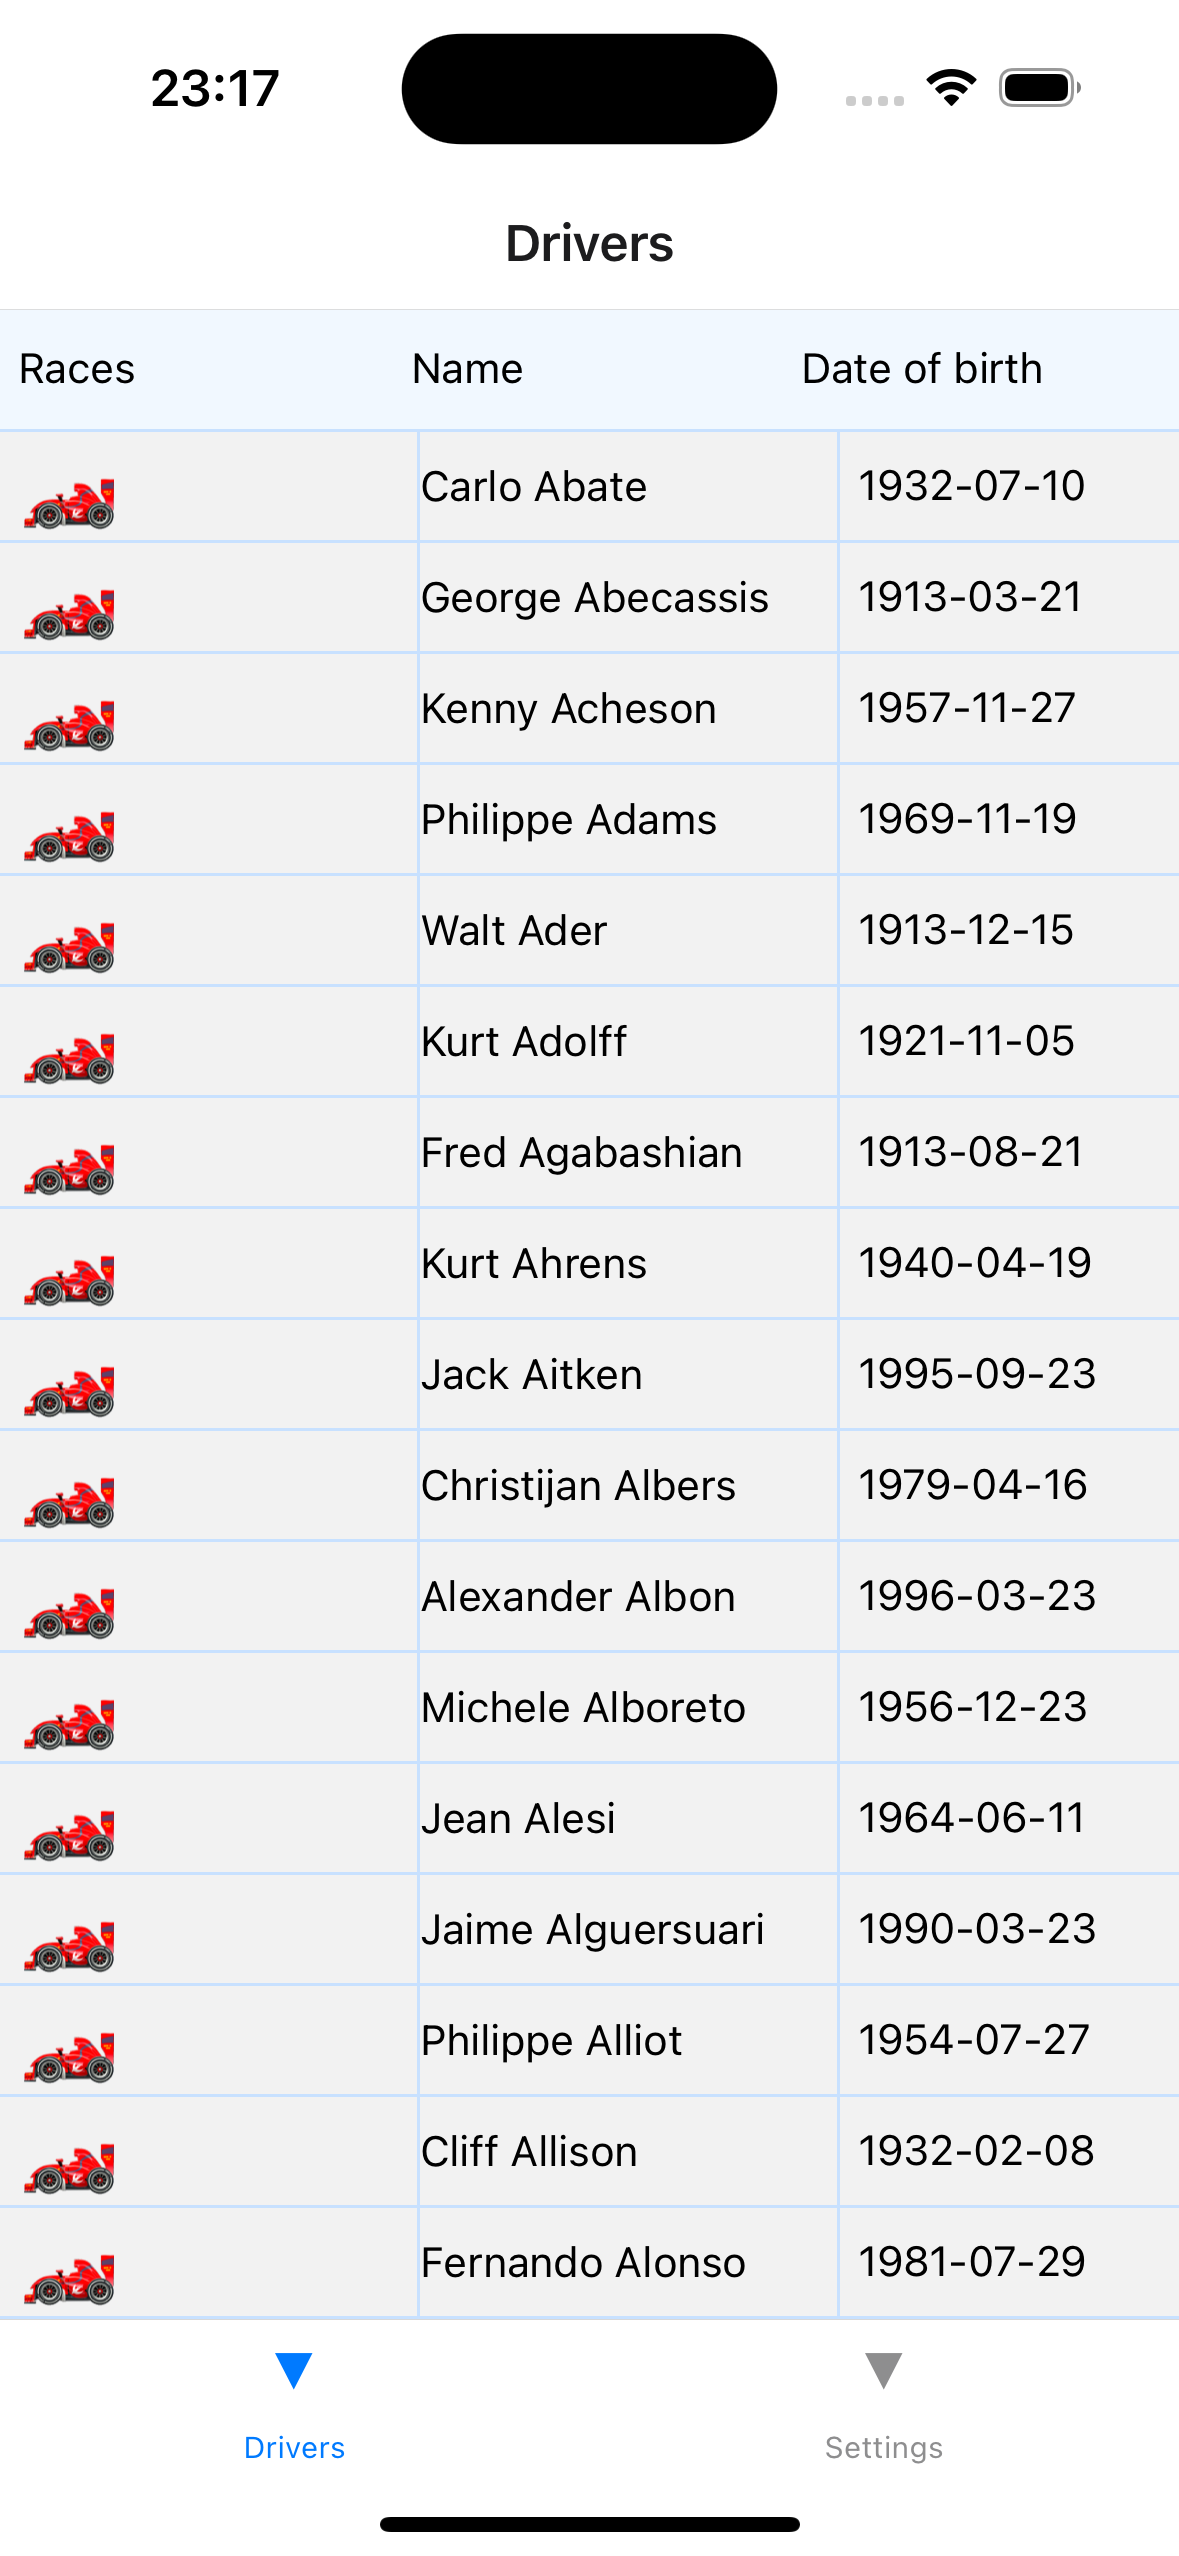 23:17
Drivers
Races Name Date of birth
Carlo Abate 1932-07-10
George Abecassis 1913-03-21
Kenny Acheson 1957-11-27
Philippe Adams 1969-11-19
Walt Ader 1913-12-15
Kurt Adolff 1921-11-05
Fred Agabashian 1913-08-21
Kurt Ahrens 1940-04-19
Jack Aitken 1995-09-23
Christijan Albers 1979-04-16
Alexander Albon 1996-03-23
Michele Alboreto 1956-12-23
Jean Alesi 1964-06-11
Jaime Alguersuari 1990-03-23
Philippe Alliot 1954-07-27
Cliff Allison 1932-02-08
Fernando Alonso 1981-07-29
Drivers Settings